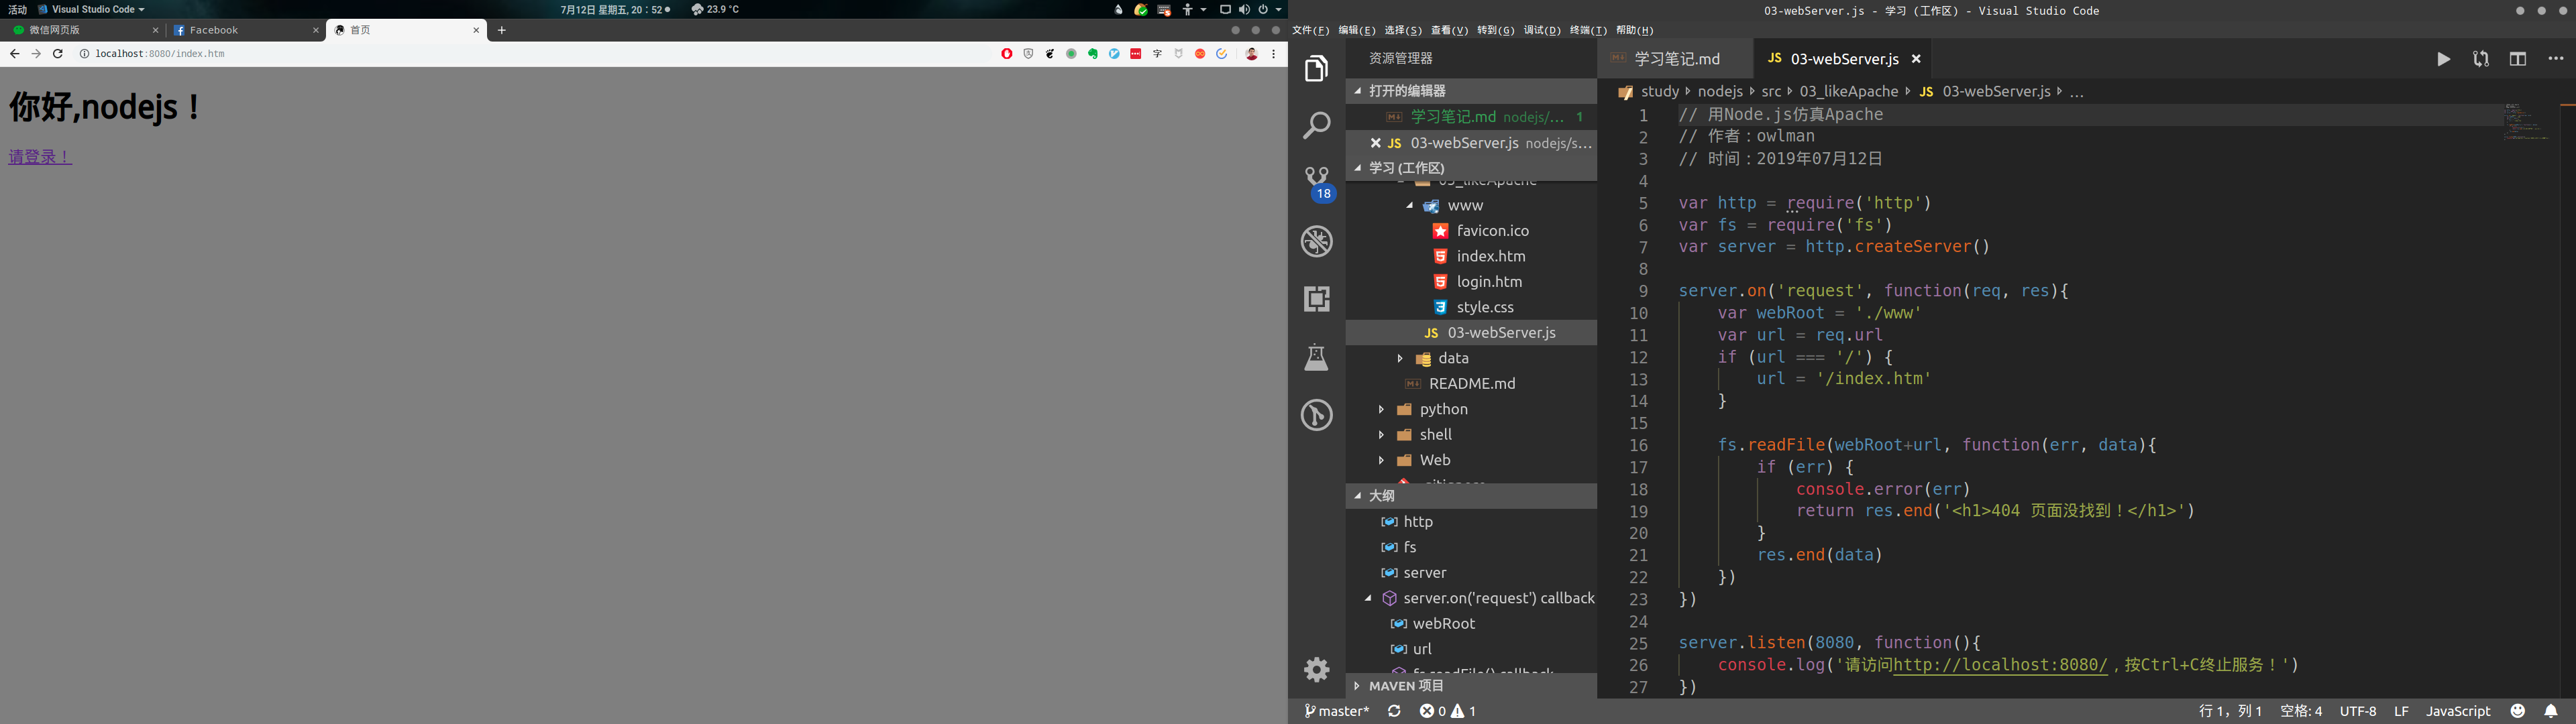 活动 Visual Studio Code 7月12日 星期五, 20：52 23.9 °C
微信网页版 Facebook 首页
localhost:8080/index.htm
你好,nodejs！
请登录！
03-webServer.js - 学习 (工作区) - Visual Studio Code
文件(F) 编辑(E) 选择(S) 查看(V) 转到(G) 调试(D) 终端(T) 帮助(H)
资源管理器
打开的编辑器
学习笔记.md nodejs/... 1
JS 03-webServer.js nodejs/s...
学习 (工作区)
03_likeApache
www
favicon.ico
index.htm
login.htm
style.css
JS 03-webServer.js
data
README.md
python
shell
Web
大纲
http
fs
server
server.on('request') callback
webRoot
url
fs.readFile() callback
MAVEN 项目
18
学习笔记.md JS 03-webServer.js
study nodejs src 03_likeApache JS 03-webServer.js ...
1 // 用Node.js仿真Apache
2 // 作者：owlman
3 // 时间：2019年07月12日
4
5 var http = require('http')
6 var fs = require('fs')
7 var server = http.createServer()
8
9 server.on('request', function(req, res){
10 var webRoot = './www'
11 var url = req.url
12 if (url === '/') {
13 url = '/index.htm'
14 }
15
16 fs.readFile(webRoot+url, function(err, data){
17 if (err) {
18 console.error(err)
19 return res.end('<h1>404 页面没找到！</h1>')
20 }
21 res.end(data)
22 })
23 })
24
25 server.listen(8080, function(){
26 console.log('请访问http://localhost:8080/，按Ctrl+C终止服务！')
27 })
master* 0 1 行 1，列 1 空格: 4 UTF-8 LF JavaScript